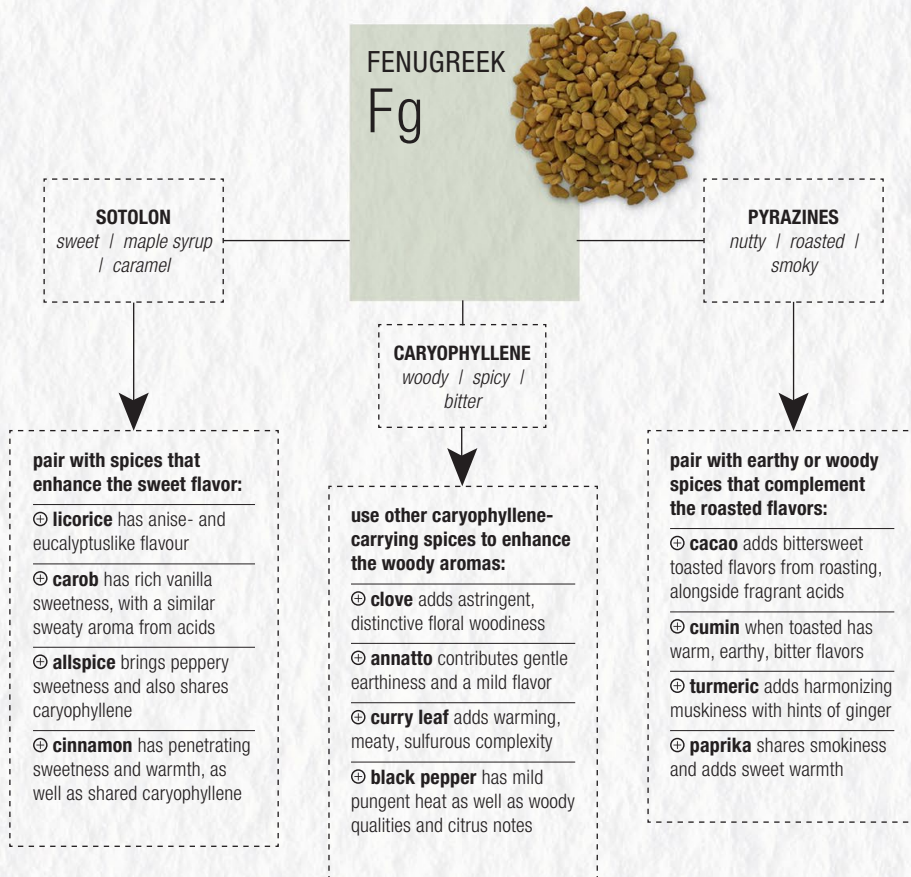 FENUGREEK
Fg
SOTOLON
sweet | maple syrup
| caramel
PYRAZINES
nutty | roasted |
smoky
CARYOPHYLLENE
woody | spicy |
bitter
pair with spices that
enhance the sweet flavor:
⊕ licorice has anise- and
eucalyptuslike flavour
⊕ carob has rich vanilla
sweetness, with a similar
sweaty aroma from acids
⊕ allspice brings peppery
sweetness and also shares
caryophyllene
⊕ cinnamon has penetrating
sweetness and warmth, as
well as shared caryophyllene
use other caryophyllene-
carrying spices to enhance
the woody aromas:
⊕ clove adds astringent,
distinctive floral woodiness
⊕ annatto contributes gentle
earthiness and a mild flavor
⊕ curry leaf adds warming,
meaty, sulfurous complexity
⊕ black pepper has mild
pungent heat as well as woody
qualities and citrus notes
pair with earthy or woody
spices that complement
the roasted flavors:
⊕ cacao adds bittersweet
toasted flavors from roasting,
alongside fragrant acids
⊕ cumin when toasted has
warm, earthy, bitter flavors
⊕ turmeric adds harmonizing
muskiness with hints of ginger
⊕ paprika shares smokiness
and adds sweet warmth